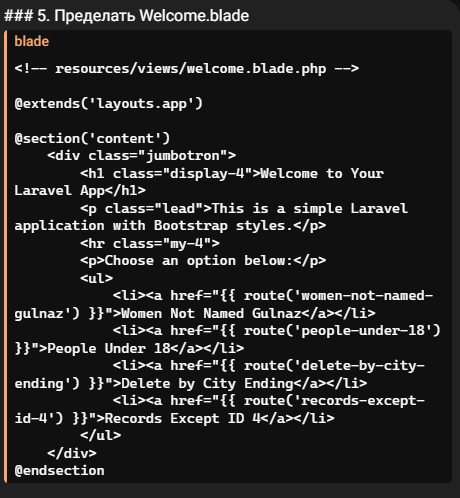 ### 5. Пределать Welcome.blade
blade
<!-- resources/views/welcome.blade.php -->
@extends('layouts.app')
@section('content')
    <div class="jumbotron">
        <h1 class="display-4">Welcome to Your
Laravel App</h1>
        <p class="lead">This is a simple Laravel
application with Bootstrap styles.</p>
        <hr class="my-4">
        <p>Choose an option below:</p>
        <ul>
            <li><a href="{{ route('women-not-named-
gulnaz') }}">Women Not Named Gulnaz</a></li>
            <li><a href="{{ route('people-under-18')
}}">People Under 18</a></li>
            <li><a href="{{ route('delete-by-city-
ending') }}">Delete by City Ending</a></li>
            <li><a href="{{ route('records-except-
id-4') }}">Records Except ID 4</a></li>
        </ul>
    </div>
@endsection